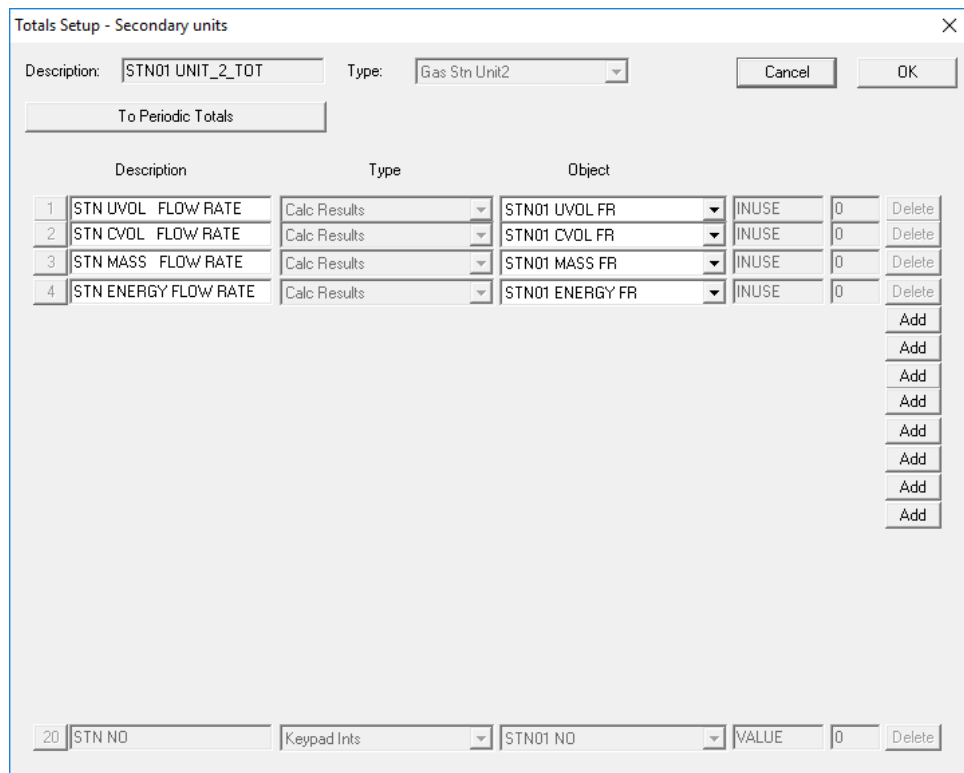 Totals Setup - Secondary units
Description: STN01 UNIT_2_TOT Type: Gas Stn Unit2 Cancel OK
To Periodic Totals
Description Type Object
1 STN UVOL FLOW RATE Calc Results STN01 UVOL FR INUSE 0 Delete
2 STN CVOL FLOW RATE Calc Results STN01 CVOL FR INUSE 0 Delete
3 STN MASS FLOW RATE Calc Results STN01 MASS FR INUSE 0 Delete
4 STN ENERGY FLOW RATE Calc Results STN01 ENERGY FR INUSE 0 Delete
Add
Add
Add
Add
Add
Add
Add
Add
20 STN NO Keypad Ints STN01 NO VALUE 0 Delete